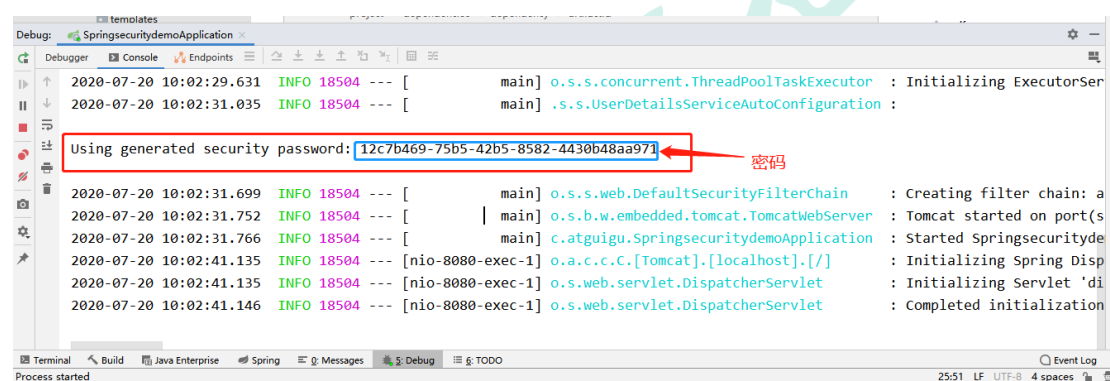 templates
Debug: SpringsecuritydemoApplication ×
Debugger Console Endpoints
2020-07-20 10:02:29.631 INFO 18504 --- [ main] o.s.s.concurrent.ThreadPoolTaskExecutor : Initializing ExecutorSer
2020-07-20 10:02:31.035 INFO 18504 --- [ main] .s.s.UserDetailsServiceAutoConfiguration :
Using generated security password: 12c7b469-75b5-42b5-8582-4430b48aa971
密码
2020-07-20 10:02:31.699 INFO 18504 --- [ main] o.s.s.web.DefaultSecurityFilterChain : Creating filter chain: a
2020-07-20 10:02:31.752 INFO 18504 --- [ main] o.s.b.w.embedded.tomcat.TomcatWebServer : Tomcat started on port(s
2020-07-20 10:02:31.766 INFO 18504 --- [ main] c.atguigu.SpringsecuritydemoApplication : Started Springsecurityde
2020-07-20 10:02:41.135 INFO 18504 --- [nio-8080-exec-1] o.a.c.c.C.[Tomcat].[localhost].[/] : Initializing Spring Disp
2020-07-20 10:02:41.135 INFO 18504 --- [nio-8080-exec-1] o.s.web.servlet.DispatcherServlet : Initializing Servlet 'di
2020-07-20 10:02:41.146 INFO 18504 --- [nio-8080-exec-1] o.s.web.servlet.DispatcherServlet : Completed initialization
Terminal Build Java Enterprise Spring 0: Messages 5: Debug 6: TODO Event Log
Process started 25:51 LF UTF-8 4 spaces